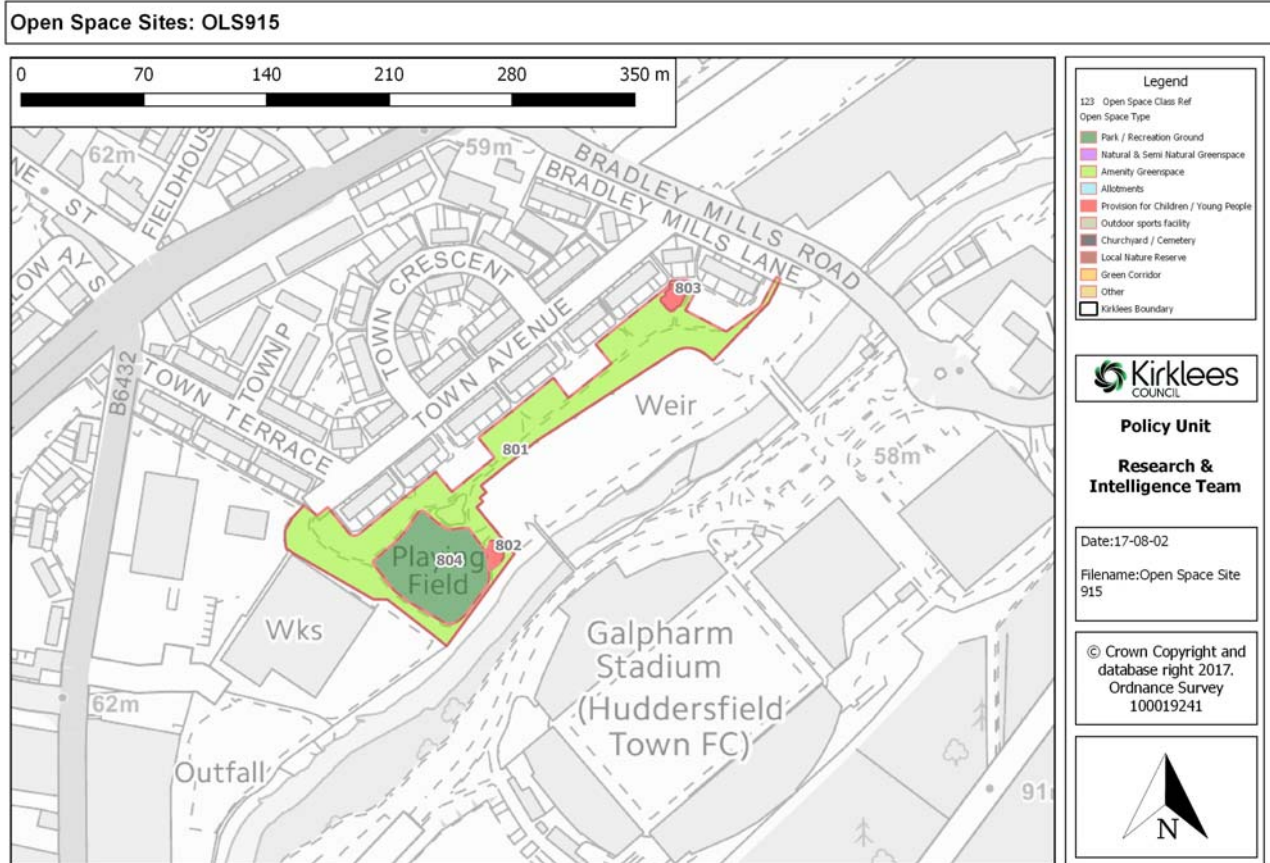 Open Space Sites: OLS915
0 70 140 210 280 350 m
62m
FIELDHOUS
59m
BRADLEY MILLS ROAD
BRADLEY MILLS LANE
NE ST
LOW AY S
TOWN CRESCENT
TOWN AVENUE
TOWN P
TOWN TERRACE
B6432
803
Weir
801
58m
802
Playing
804
Field
Wks
62m
Outfall
Galpharm
Stadium
(Huddersfield
Town FC)
91m
Legend
123 Open Space Class Ref
Open Space Type
Park / Recreation Ground
Natural & Semi Natural Greenspace
Amenity Greenspace
Allotments
Provision for Children / Young People
Outdoor sports facility
Churchyard / Cemetery
Local Nature Reserve
Green Corridor
Other
Kirklees Boundary
Kirklees
COUNCIL
Policy Unit
Research &
Intelligence Team
Date:17-08-02
Filename:Open Space Site
915
© Crown Copyright and
database right 2017.
Ordnance Survey
100019241
N